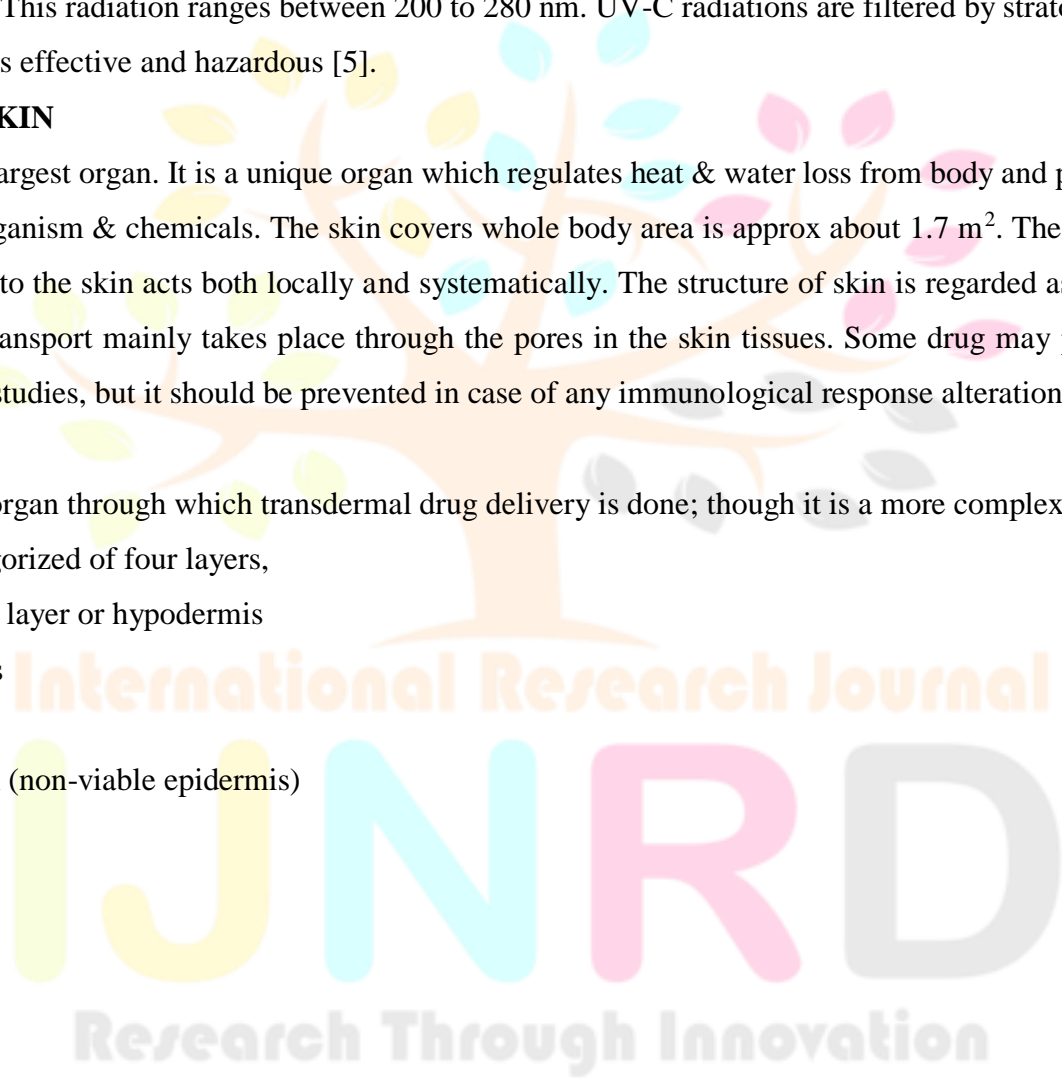 This radiation ranges between 200 to 280 nm. UV-C radiations are filtered by
s effective and hazardous [5].
KIN
argest organ. It is a unique organ which regulates heat & water loss from body and
ganism & chemicals. The skin covers whole body area is approx about 1.7 m². The
to the skin acts both locally and systematically. The structure of skin is regarded as
ansport mainly takes place through the pores in the skin tissues. Some drug may
studies, but it should be prevented in case of any immunological response alteration
organ through which transdermal drug delivery is done; though it is a more complex
gorized of four layers,
layer or hypodermis
s
International Research Journal
(non-viable epidermis)
IJNRD
Research Through Innovation